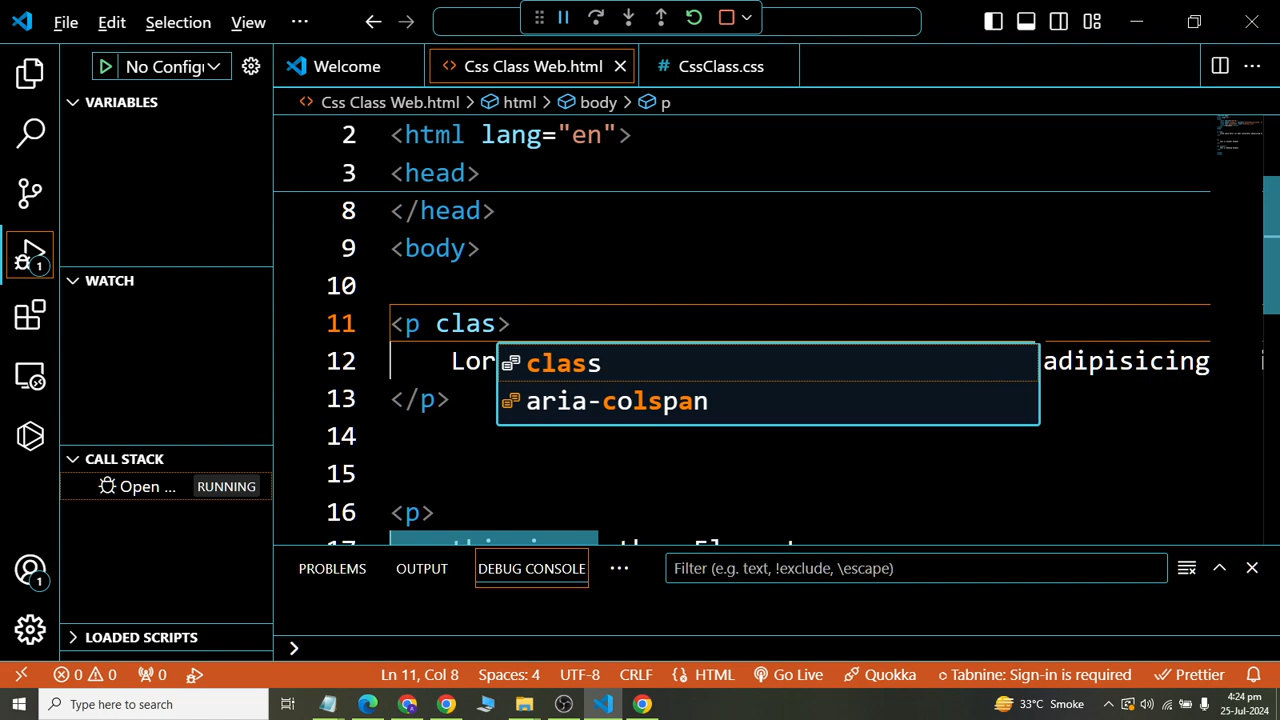 File Edit Selection View ...
No Config
Welcome
Css Class Web.html
# CssClass.css
...
VARIABLES
Css Class Web.html > html > body > p
2 <html lang="en">
3 <head>
8 </head>
9 <body>
10
11 <p clas>
class
12 Lor adipisicing
aria-colspan
13 </p>
14
15
16 <p>
17
WATCH
CALL STACK
Open ... RUNNING
LOADED SCRIPTS
1
1
PROBLEMS OUTPUT DEBUG CONSOLE ... Filter (e.g. text, !exclude, \escape)
>
0 0 0 Ln 11, Col 8 Spaces: 4 UTF-8 CRLF {} HTML Go Live Quokka Tabnine: Sign-in is required Prettier
Type here to search
33°C Smoke
4:24 pm
25-Jul-2024